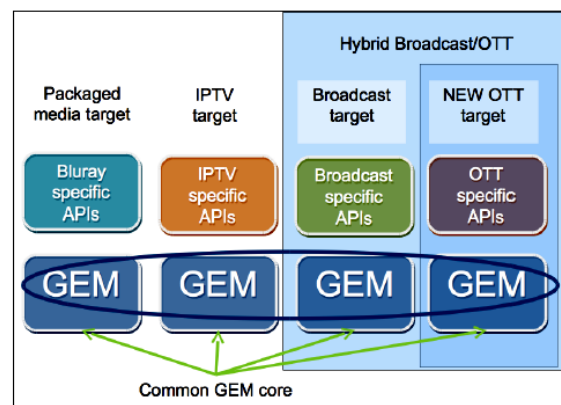 Hybrid Broadcast/OTT
Packaged
media target
IPTV
target
Broadcast
target
NEW OTT
target
Bluray
specific
APIs
IPTV
specific
APIs
Broadcast
specific
APIs
OTT
specific
APIs
GEM
GEM
GEM
GEM
Common GEM core